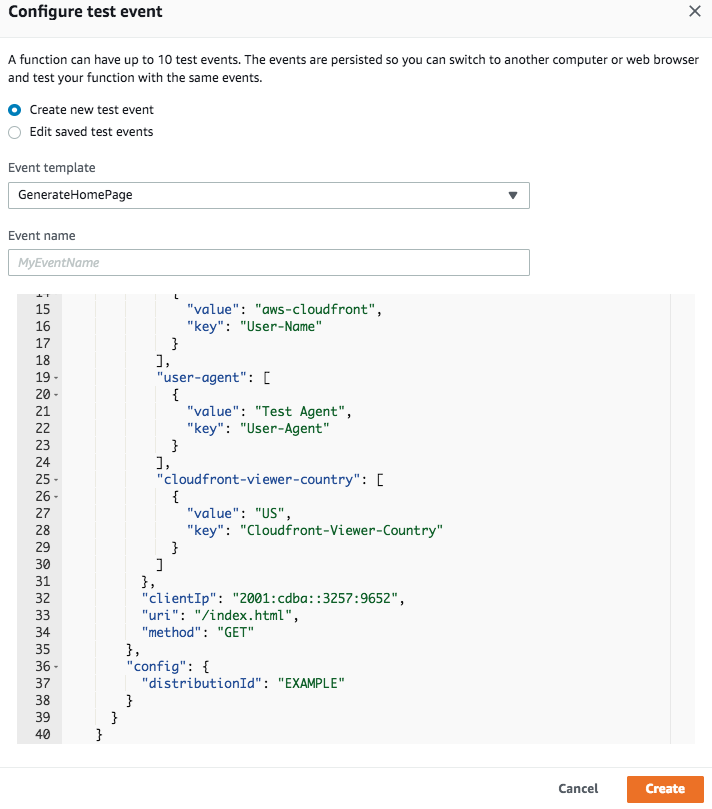 Configure test event
A function can have up to 10 test events. The events are persisted so you can switch to another computer or web browser
and test your function with the same events.
Create new test event
Edit saved test events
Event template
GenerateHomePage
Event name
MyEventName
14 {
15 "value": "aws-cloudfront",
16 "key": "User-Name"
17 }
18 ],
19 "user-agent": [
20 {
21 "value": "Test Agent",
22 "key": "User-Agent"
23 }
24 ],
25 "cloudfront-viewer-country": [
26 {
27 "value": "US",
28 "key": "Cloudfront-Viewer-Country"
29 }
30 ]
31 },
32 "clientIp": "2001:cdba::3257:9652",
33 "uri": "/index.html",
34 "method": "GET"
35 },
36 "config": {
37 "distributionId": "EXAMPLE"
38 }
39 }
40 }
Cancel
Create